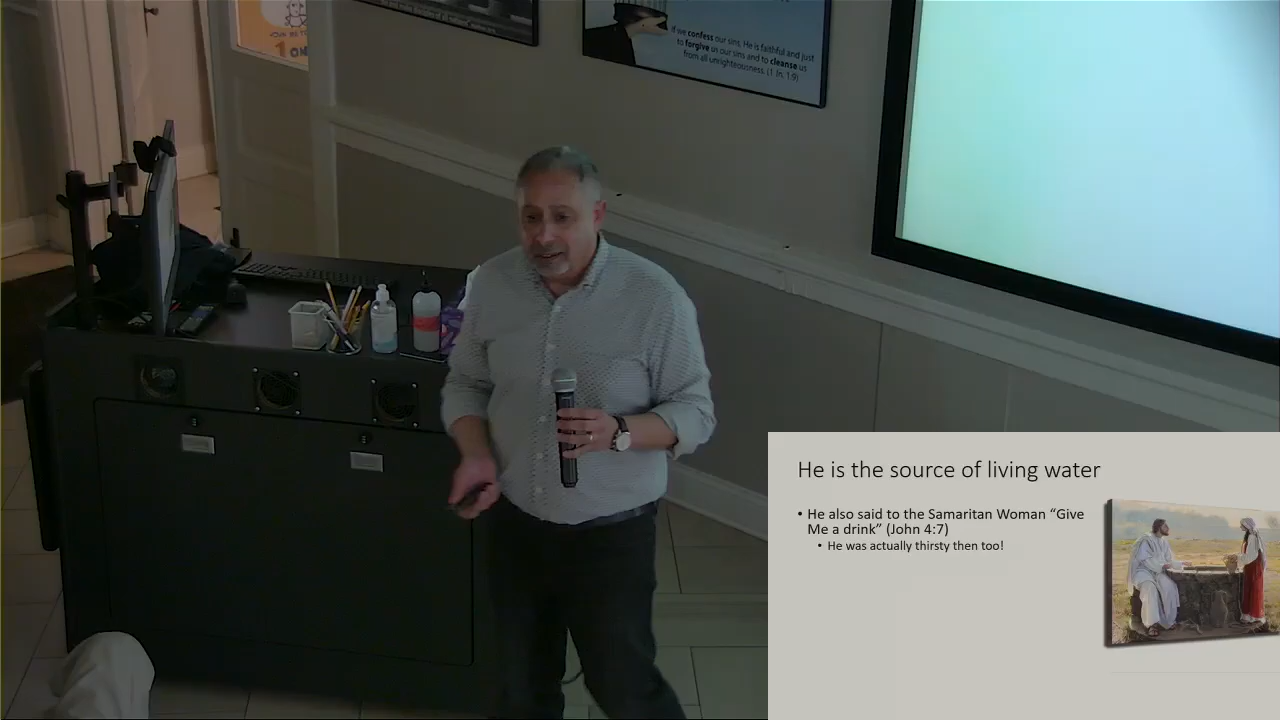 1 ON
If we confess our sins, He is faithful and just
to forgive us our sins and to cleanse us
from all unrighteousness. (1 Jn. 1:9)
He is the source of living water
• He also said to the Samaritan Woman “Give
Me a drink” (John 4:7)
• He was actually thirsty then too!